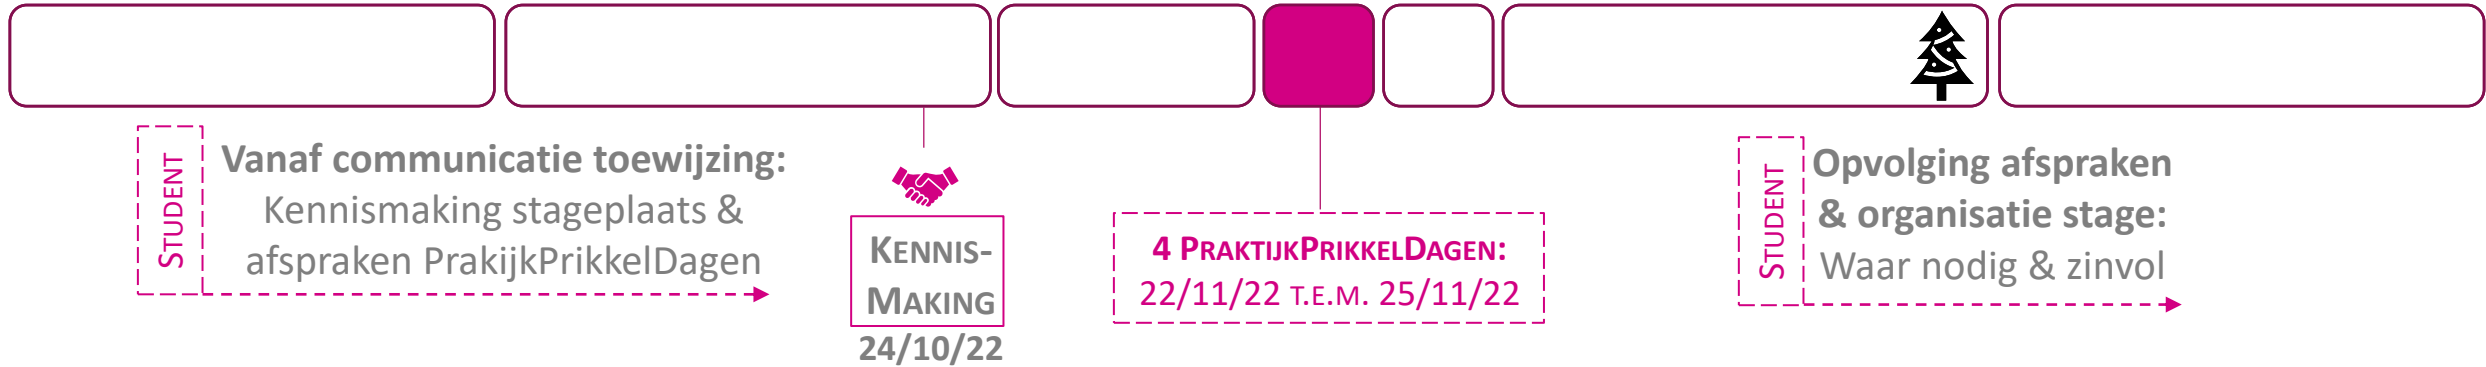 STUDENT
Vanaf communicatie toewijzing:
Kennismaking stageplaats &
afspraken PrakijkPrikkelDagen
KENNIS-
MAKING
24/10/22
4 PRAKTIJKPRIKKELDAGEN:
22/11/22 T.E.M. 25/11/22
STUDENT
Opvolging afspraken
& organisatie stage:
Waar nodig & zinvol